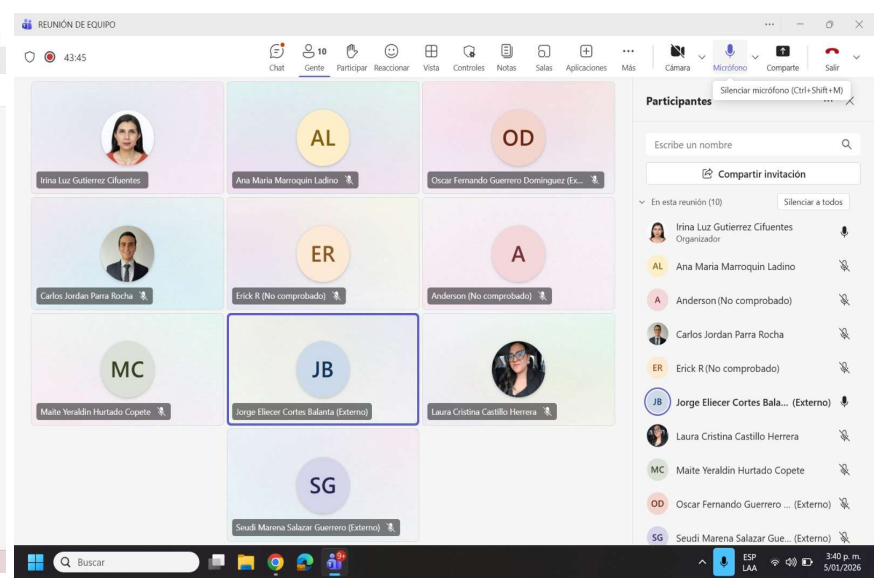 REUNIÓN DE EQUIPO
43:45
10
Chat Gente Participar Reaccionar Vista Controles Notas Salas Aplicaciones Más Cámara Micrófono Comparte Salir
Silenciar micrófono (Ctrl+Shift+M)
AL
OD
Irina Luz Gutierrez Cifuentes
Ana Maria Marroquin Ladino
Oscar Fernando Guerrero Dominguez (Ex...
ER
A
Carlos Jordan Parra Rocha
Erick R (No comprobado)
Anderson (No comprobado)
MC
JB
Maite Yeraldin Hurtado Copete
Jorge Eliecer Cortes Balanta (Externo)
Laura Cristina Castillo Herrera
SG
Seudi Marena Salazar Guerrero (Externo)
Participantes
Escribe un nombre
Compartir invitación
En esta reunión (10) Silenciar a todos
Irina Luz Gutierrez Cifuentes
Organizador
AL Ana Maria Marroquin Ladino
A Anderson (No comprobado)
Carlos Jordan Parra Rocha
ER Erick R (No comprobado)
JB Jorge Eliecer Cortes Bala... (Externo)
Laura Cristina Castillo Herrera
MC Maite Yeraldin Hurtado Copete
OD Oscar Fernando Guerrero ... (Externo)
SG Seudi Marena Salazar Gue... (Externo)
Buscar
9+
ESP
LAA
3:40 p. m.
5/01/2026